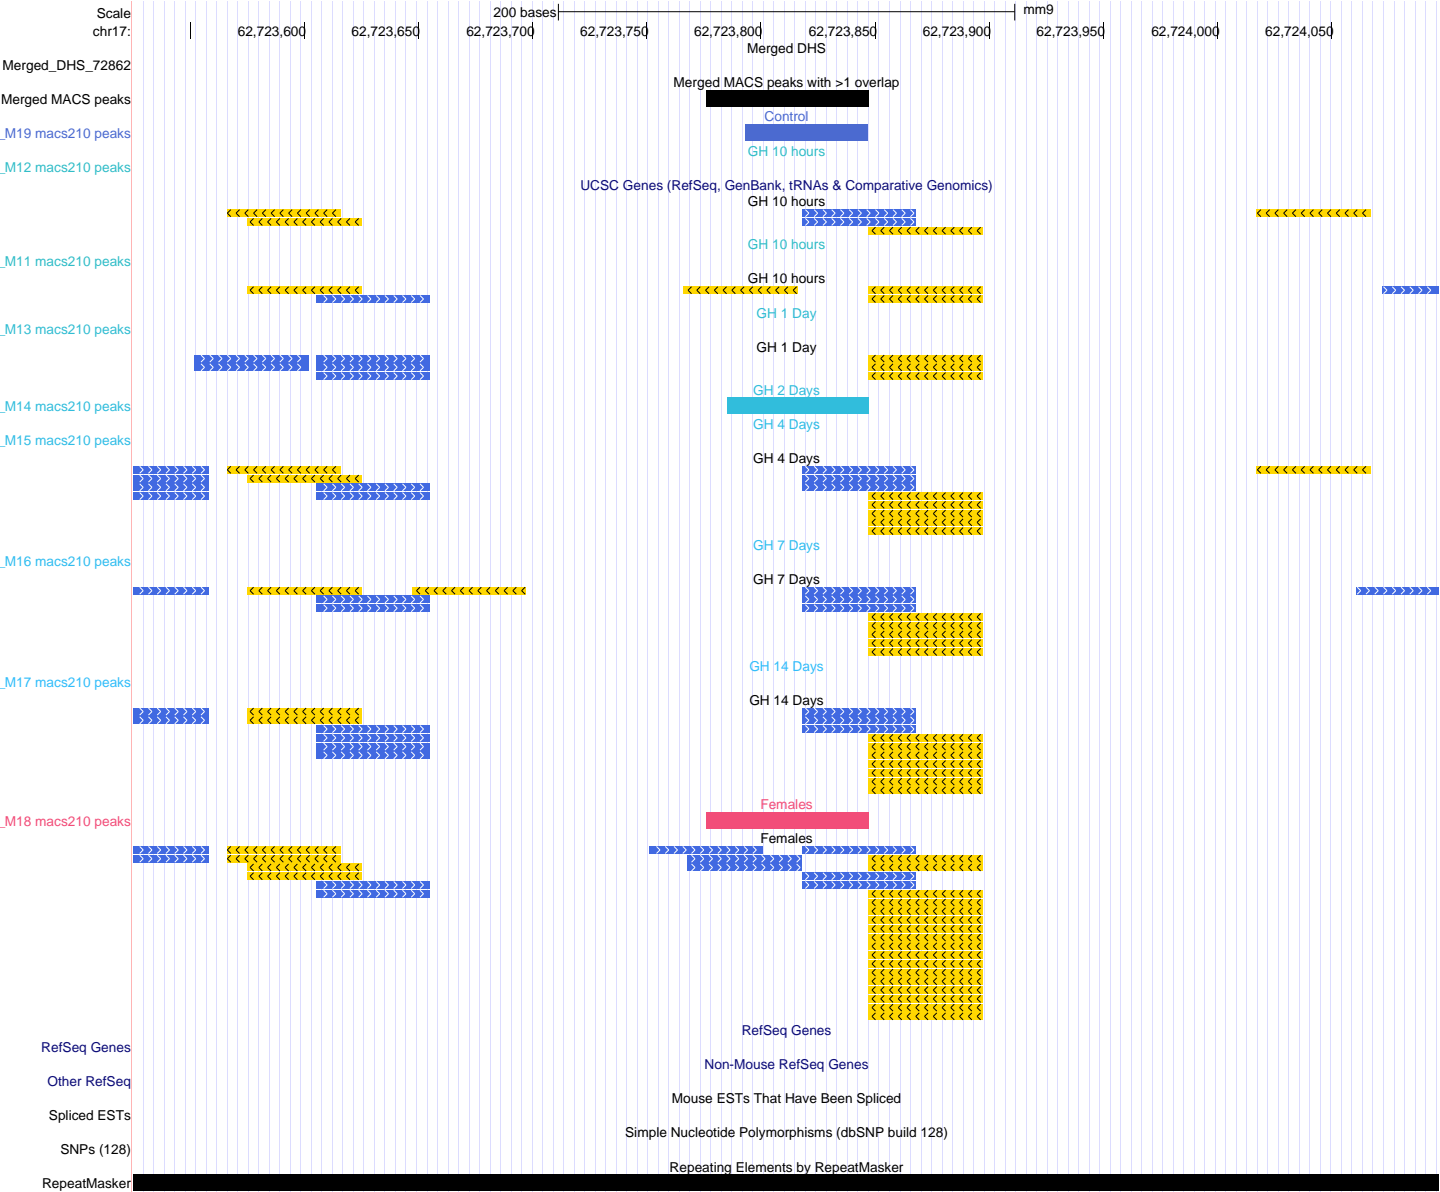 Scale 200 bases mm9
chr17: 62,723,600 62,723,650 62,723,700 62,723,750 62,723,800 62,723,850 62,723,900 62,723,950 62,724,000 62,724,050
Merged DHS
Merged_DHS_72862
Merged MACS peaks with >1 overlap
Merged MACS peaks
Control
_M19 macs210 peaks
GH 10 hours
_M12 macs210 peaks
UCSC Genes (RefSeq, GenBank, tRNAs & Comparative Genomics)
GH 10 hours
GH 10 hours
_M11 macs210 peaks
GH 10 hours
GH 1 Day
_M13 macs210 peaks
GH 1 Day
GH 2 Days
_M14 macs210 peaks
GH 4 Days
_M15 macs210 peaks
GH 4 Days
GH 7 Days
_M16 macs210 peaks
GH 7 Days
GH 14 Days
_M17 macs210 peaks
GH 14 Days
Females
_M18 macs210 peaks
Females
RefSeq Genes
RefSeq Genes
Non-Mouse RefSeq Genes
Other RefSeq
Mouse ESTs That Have Been Spliced
Spliced ESTs
Simple Nucleotide Polymorphisms (dbSNP build 128)
SNPs (128)
Repeating Elements by RepeatMasker
RepeatMasker